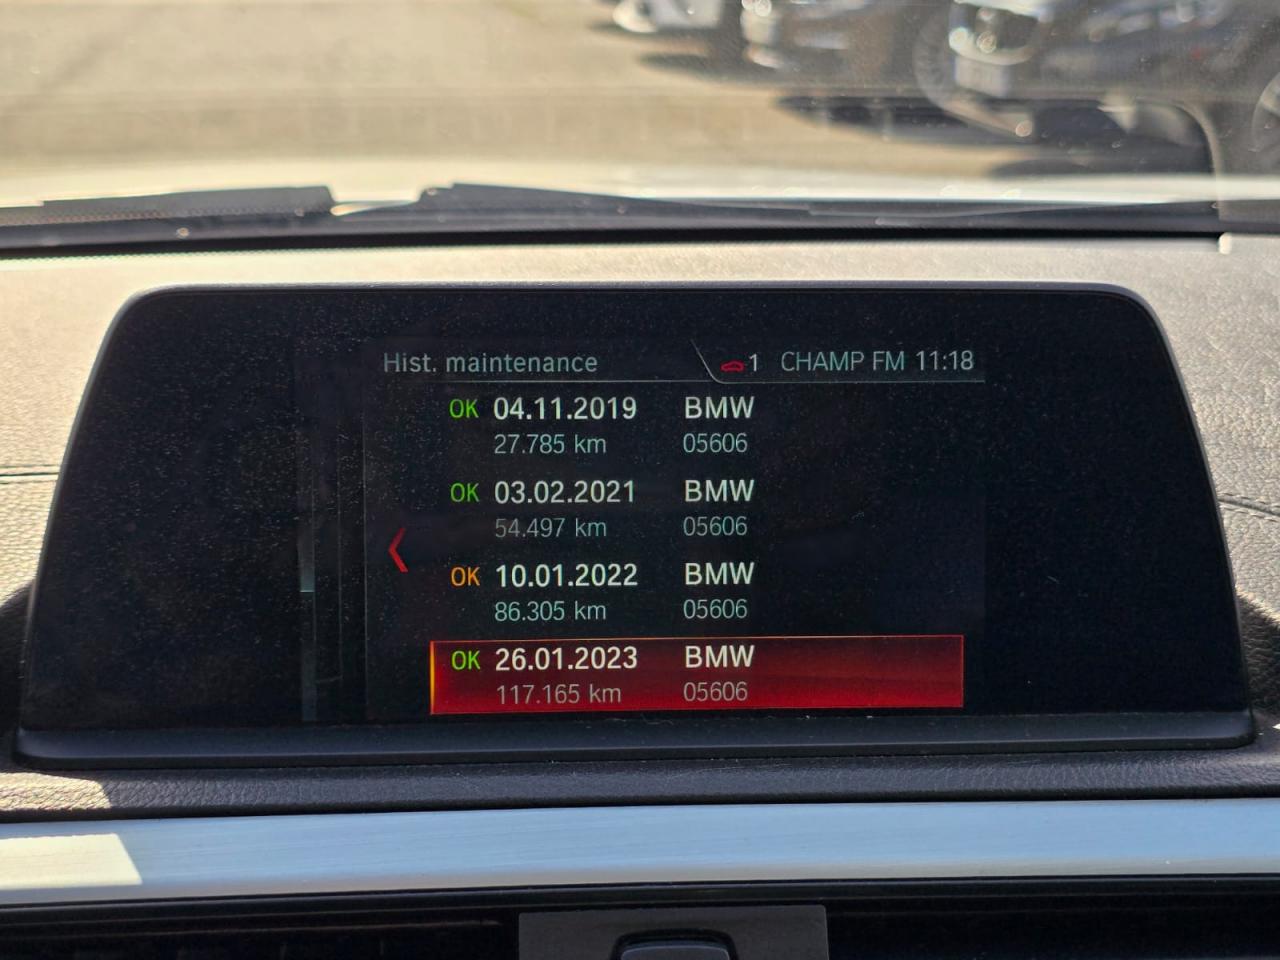 Hist. maintenance 1 CHAMP FM 11:18
OK 04.11.2019 BMW
27.785 km 05606
OK 03.02.2021 BMW
54.497 km 05606
OK 10.01.2022 BMW
86.305 km 05606
OK 26.01.2023 BMW
117.165 km 05606